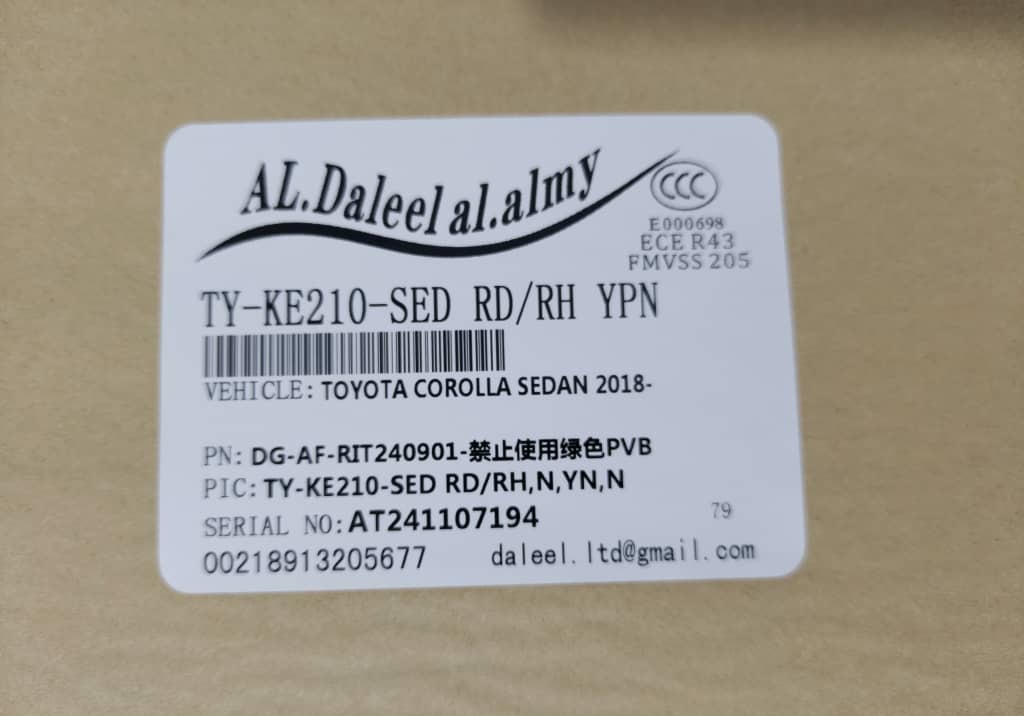 AL.Daleel al.almy
CCC
E000698
ECE R43
FMVSS 205
TY-KE210-SED RD/RH YPN
VEHICLE: TOYOTA COROLLA SEDAN 2018-
PN: DG-AF-RIT240901-禁止使用绿色PVB
PIC: TY-KE210-SED RD/RH,N,YN,N
SERIAL NO: AT241107194
79
00218913205677 daleel.ltd@gmail.com